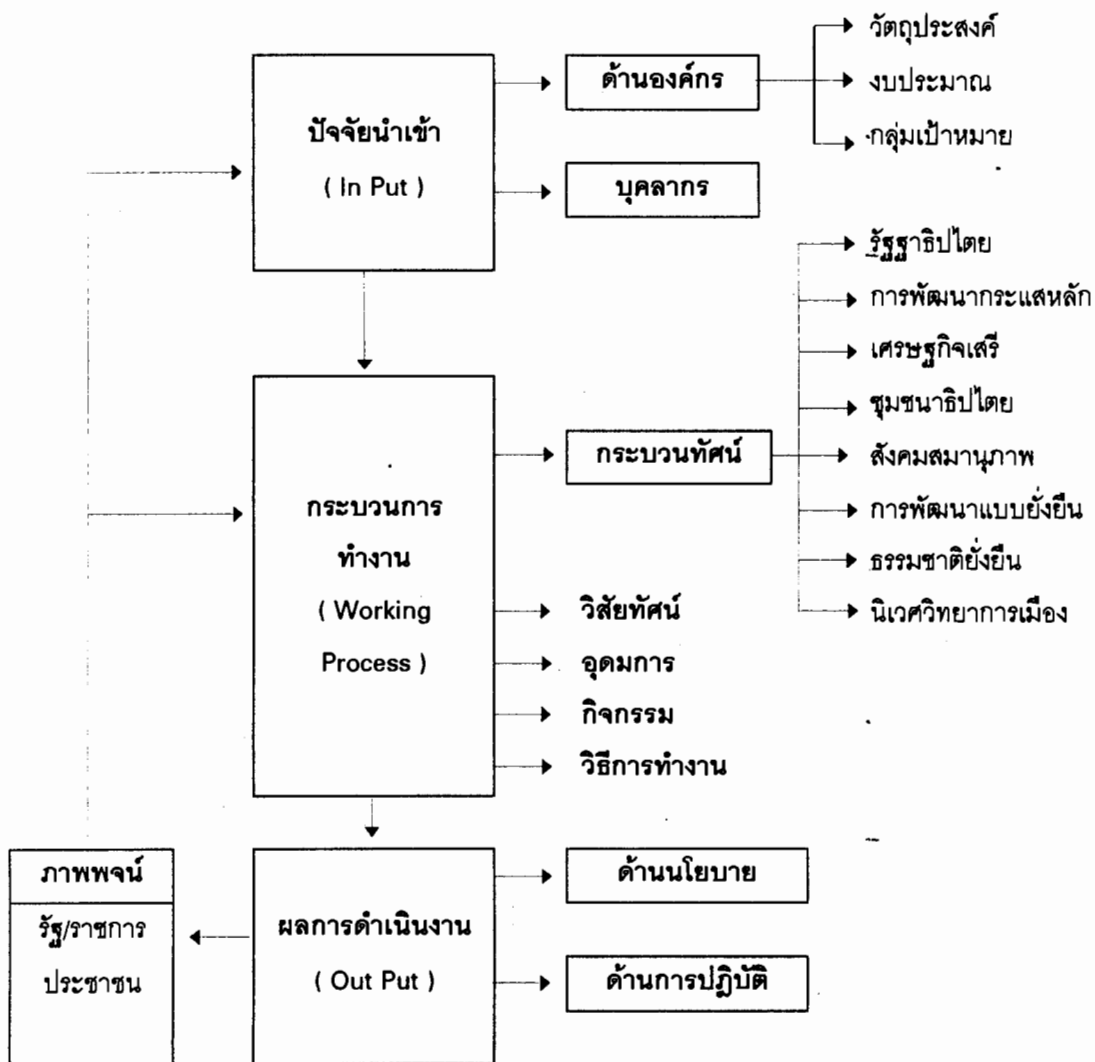 ปัจจัยนำเข้า
( In Put )
ด้านองค์กร
วัตถุประสงค์
งบประมาณ
กลุ่มเป้าหมาย
บุคลากร
กระบวนการ
ทำงาน
( Working
Process )
กระบวนทัศน์
รัฐฐาธิปไตย
การพัฒนากระแสหลัก
เศรษฐกิจเสรี
ชุมชนาธิปไตย
สังคมสมานุภาพ
การพัฒนาแบบยั่งยืน
ธรรมชาติยั่งยืน
นิเวศวิทยาการเมือง
วิสัยทัศน์
อุดมการ
กิจกรรม
วิธีการทำงาน
ผลการดำเนินงาน
( Out Put )
ด้านนโยบาย
ด้านการปฏิบัติ
ภาพพจน์
รัฐ/ราชการ
ประชาชน